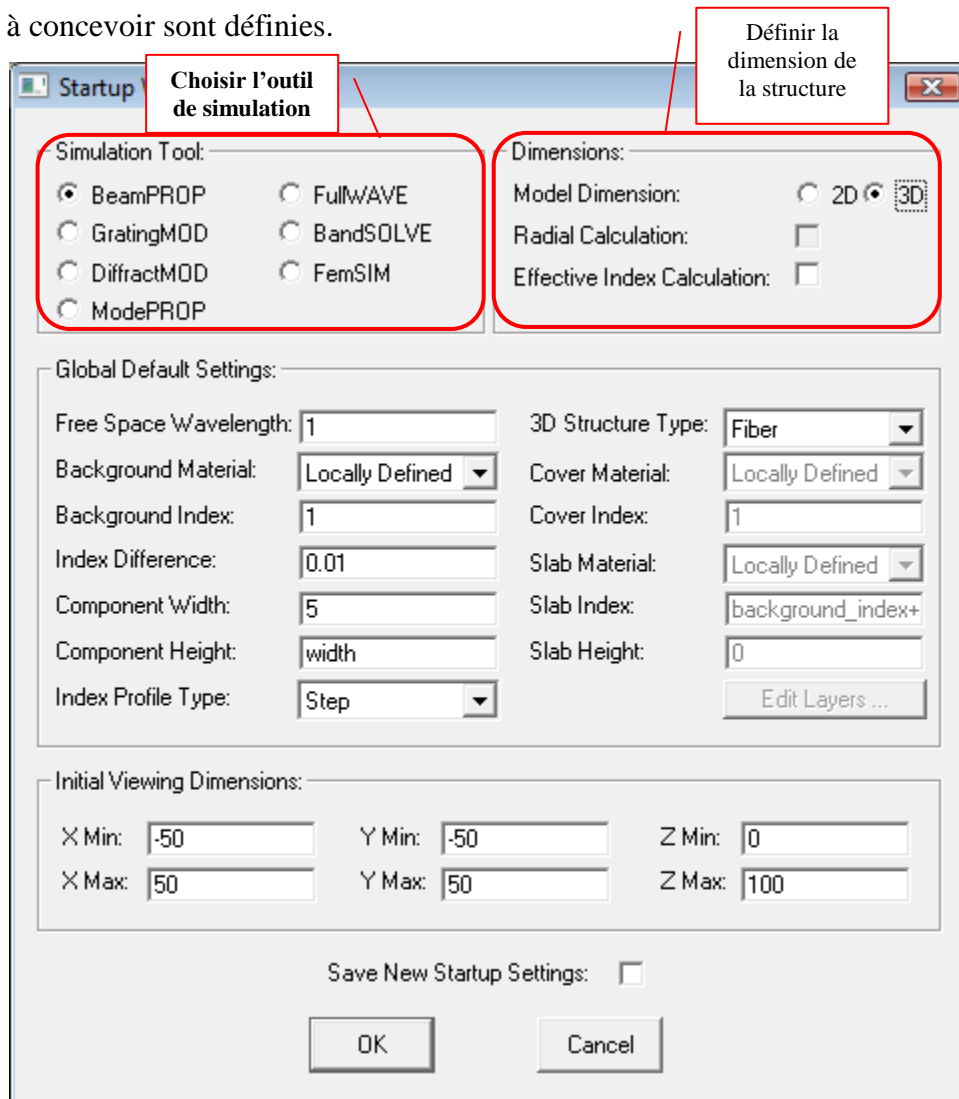 à concevoir sont définies.
Définir la
dimension de
la structure
Choisir l’outil
de simulation
Startup
Simulation Tool:
BeamPROP
FullWAVE
GratingMOD
BandSOLVE
DiffractMOD
FemSIM
ModePROP
Dimensions:
Model Dimension: 2D 3D
Radial Calculation:
Effective Index Calculation:
Global Default Settings:
Free Space Wavelength: 1
3D Structure Type: Fiber
Background Material: Locally Defined
Cover Material: Locally Defined
Background Index: 1
Cover Index: 1
Index Difference: 0.01
Slab Material: Locally Defined
Component Width: 5
Slab Index: background_index+
Component Height: width
Slab Height: 0
Index Profile Type: Step
Edit Layers ...
Initial Viewing Dimensions:
X Min: -50 Y Min: -50 Z Min: 0
X Max: 50 Y Max: 50 Z Max: 100
Save New Startup Settings:
OK Cancel